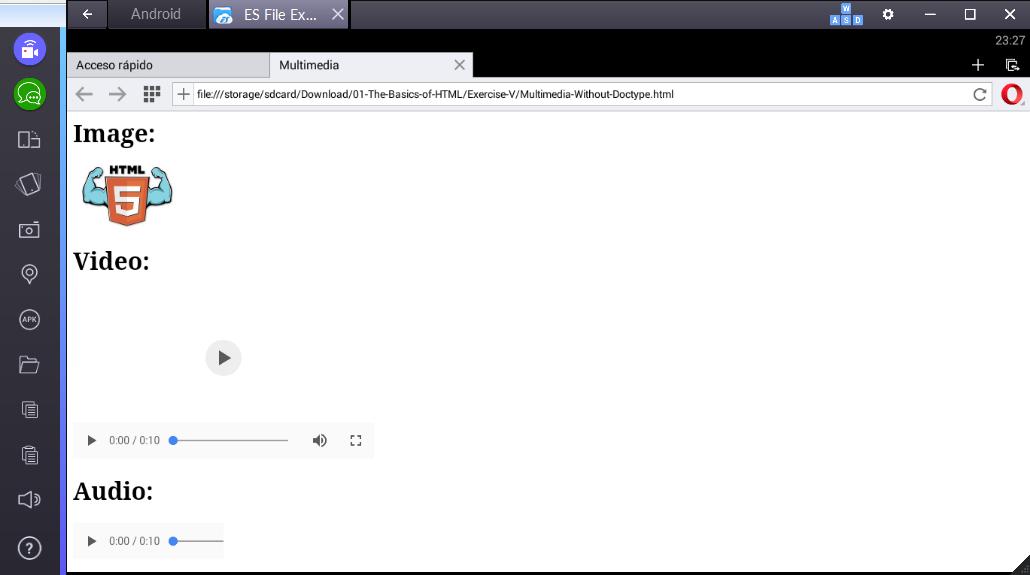 Android
ES File Ex...
W
A S D
23:27
Acceso rápido
Multimedia
file:///storage/sdcard/Download/01-The-Basics-of-HTML/Exercise-V/Multimedia-Without-Doctype.html
Image:
HTML
5
Video:
0:00 / 0:10
Audio:
0:00 / 0:10
APK